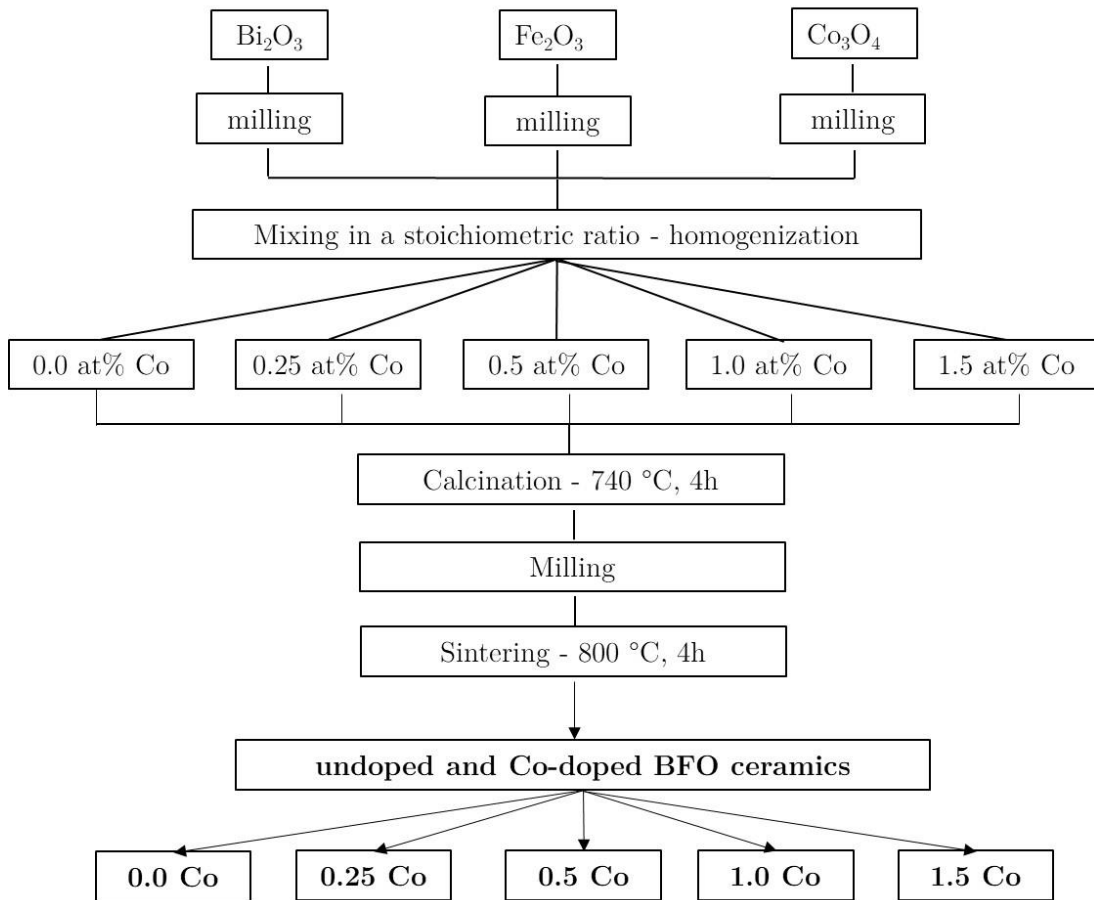 Bi₂O₃
Fe₂O₃
Co₃O₄
milling
milling
milling
Mixing in a stoichiometric ratio - homogenization
0.0 at% Co
0.25 at% Co
0.5 at% Co
1.0 at% Co
1.5 at% Co
Calcination - 740 °C, 4h
Milling
Sintering - 800 °C, 4h
undoped and Co-doped BFO ceramics
0.0 Co
0.25 Co
0.5 Co
1.0 Co
1.5 Co